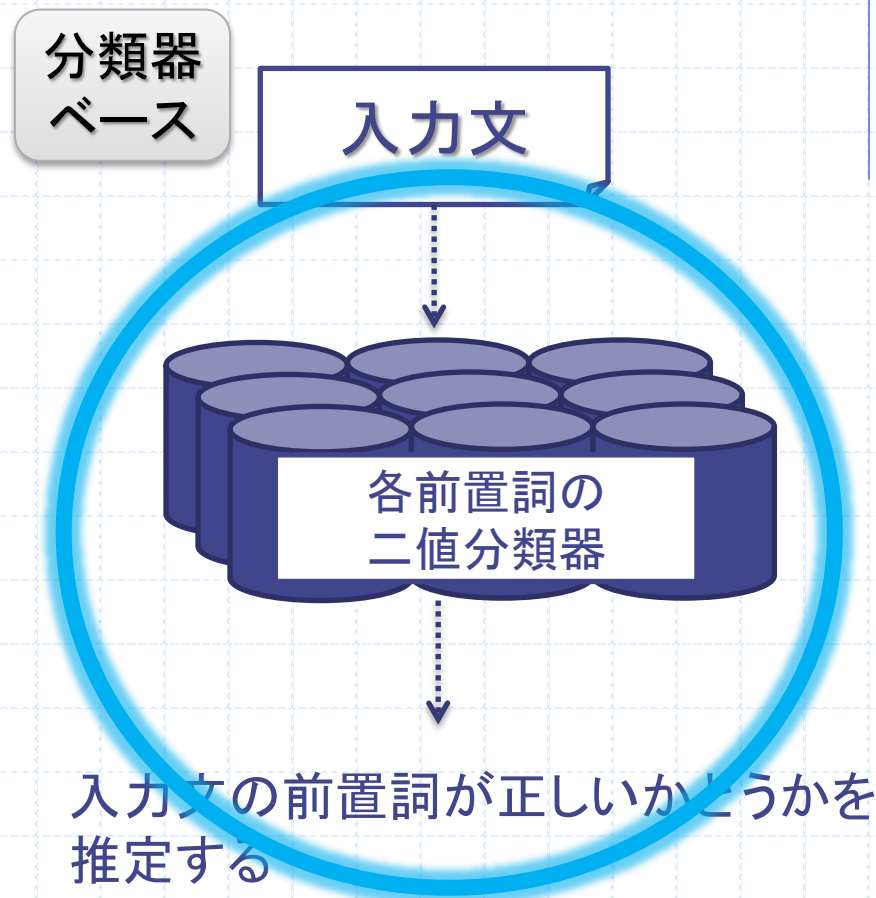 分類器
ベース
入力文
各前置詞の
二値分類器
入力文の前置詞が正しいかどうかを
推定する